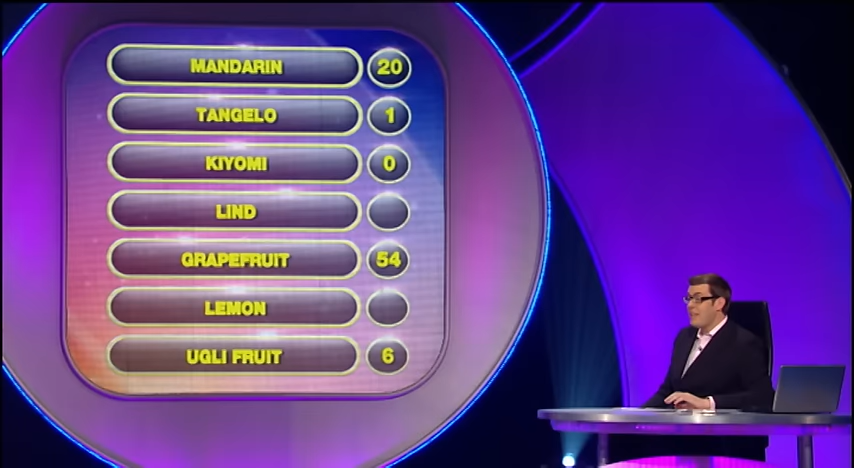 MANDARIN 20
TANGELO 1
KIYOMI 0
LIND
GRAPEFRUIT 54
LEMON
UGLI FRUIT 6